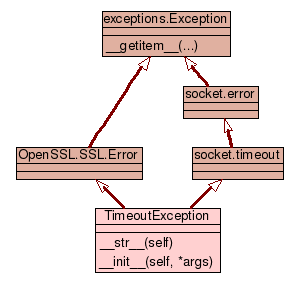 exceptions.Exception
__getitem__(...)
socket.error
OpenSSL.SSL.Error
socket.timeout
TimeoutException
__str__(self)
__init__(self, *args)